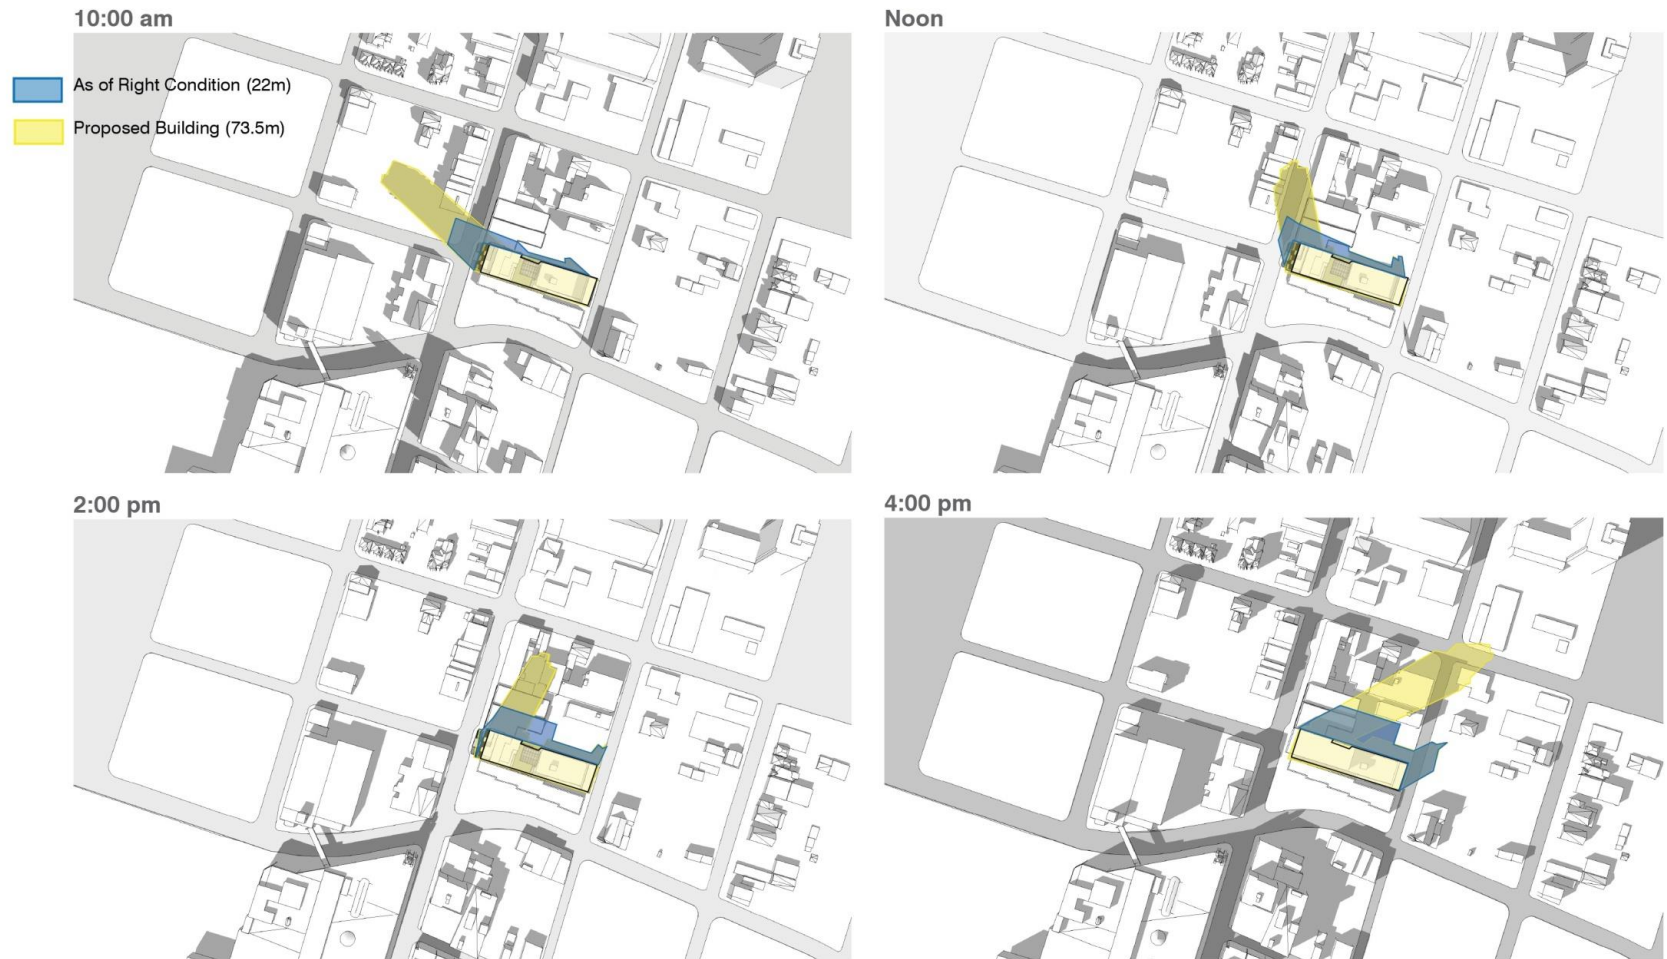 10:00 am
Noon
As of Right Condition (22m)
Proposed Building (73.5m)
2:00 pm
4:00 pm